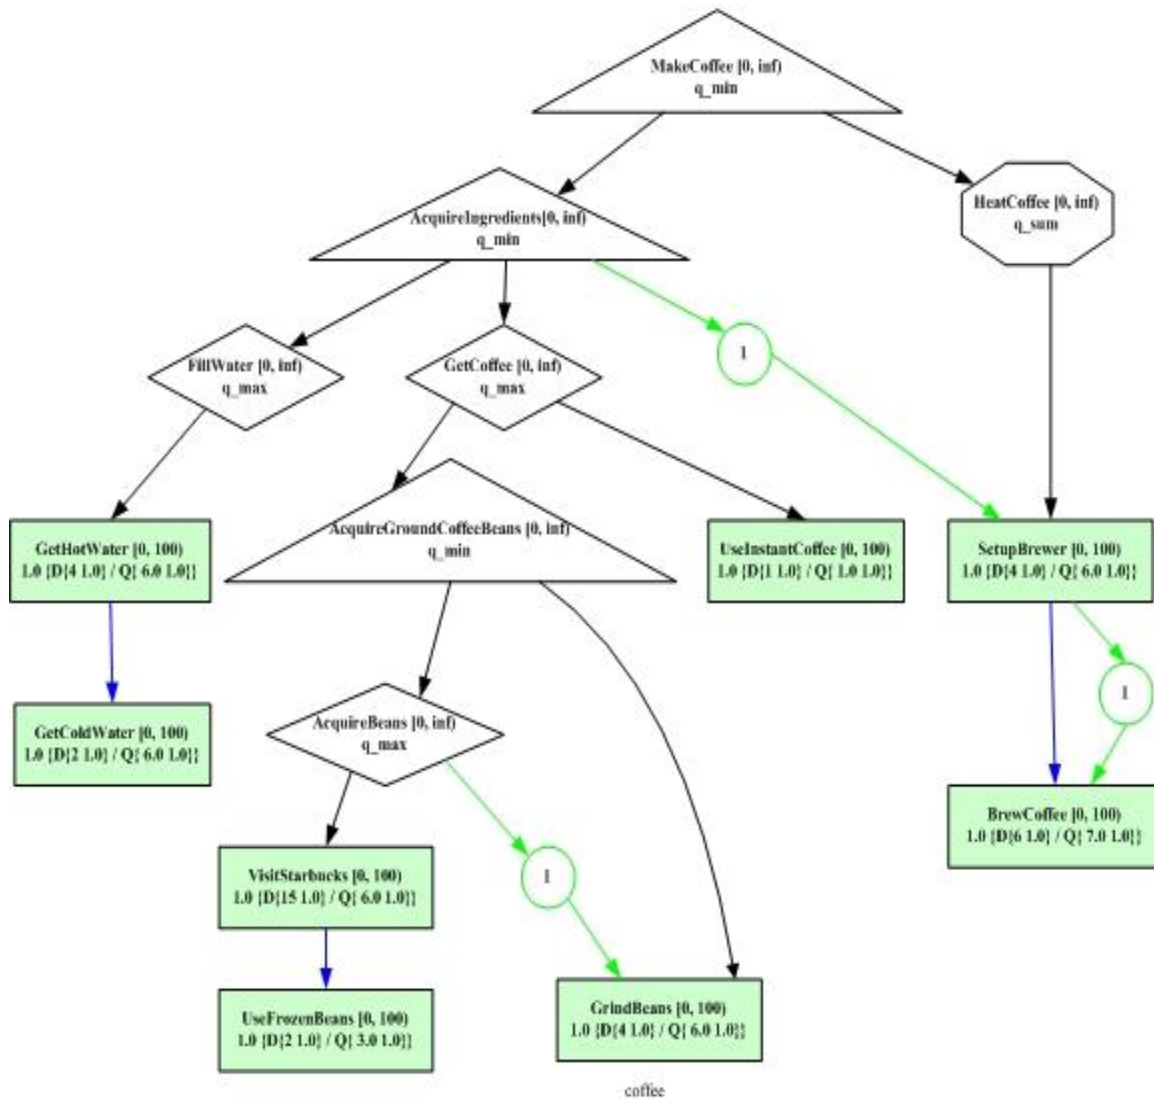 MakeCoffee [0, inf)
q_min
AcquireIngredients[0, inf)
q_min
HeatCoffee [0, inf)
q_sum
FillWater [0, inf)
q_max
GetCoffee [0, inf)
q_max
1
AcquireGroundCoffeeBeans [0, inf)
q_min
GetHotWater [0, 100)
1.0 {D{4 1.0} / Q{ 6.0 1.0}}
UseInstantCoffee [0, 100)
1.0 {D{1 1.0} / Q{ 1.0 1.0}}
SetupBrewer [0, 100)
1.0 {D{4 1.0} / Q{ 6.0 1.0}}
GetColdWater [0, 100)
1.0 {D{2 1.0} / Q{ 6.0 1.0}}
AcquireBeans [0, inf)
q_max
1
BrewCoffee [0, 100)
1.0 {D{6 1.0} / Q{ 7.0 1.0}}
VisitStarbucks [0, 100)
1.0 {D{15 1.0} / Q{ 6.0 1.0}}
1
UseFrozenBeans [0, 100)
1.0 {D{2 1.0} / Q{ 3.0 1.0}}
GrindBeans [0, 100)
1.0 {D{4 1.0} / Q{ 6.0 1.0}}
coffee